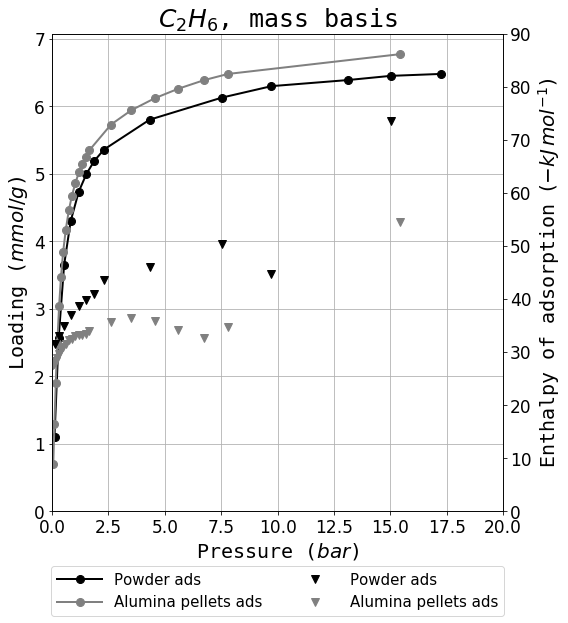 C₂H₆, mass basis
Loading (mmol/g)
7
6
5
4
3
2
1
0
Enthalpy of adsorption (−kJmol⁻¹)
90
80
70
60
50
40
30
20
10
0
0.0 2.5 5.0 7.5 10.0 12.5 15.0 17.5 20.0
Pressure (bar)
Powder ads Powder ads
Alumina pellets ads Alumina pellets ads